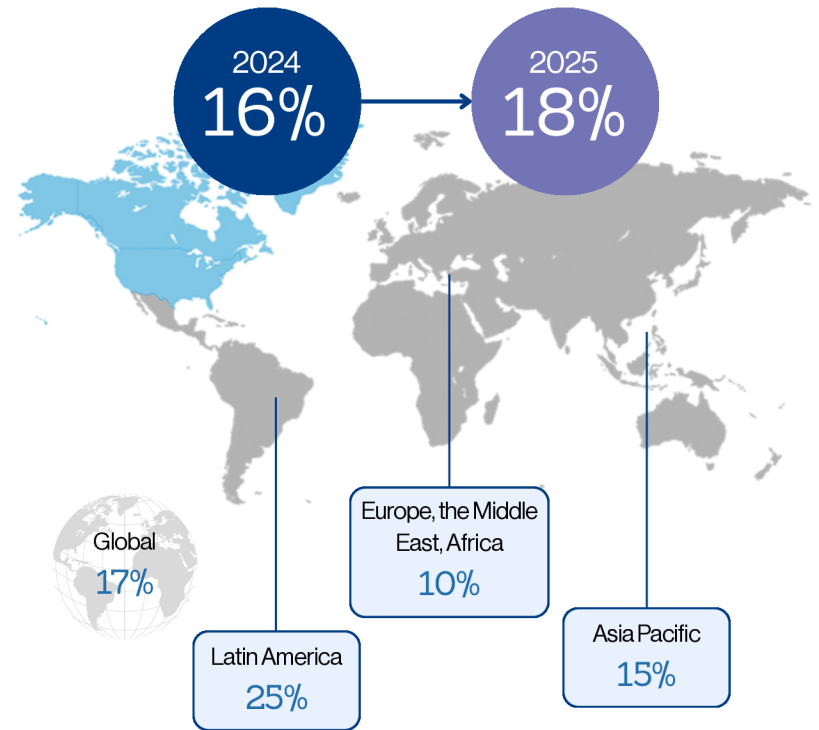 2024
16%
2025
18%
Global
17%
Europe, the Middle
East, Africa
10%
Latin America
25%
Asia Pacific
15%